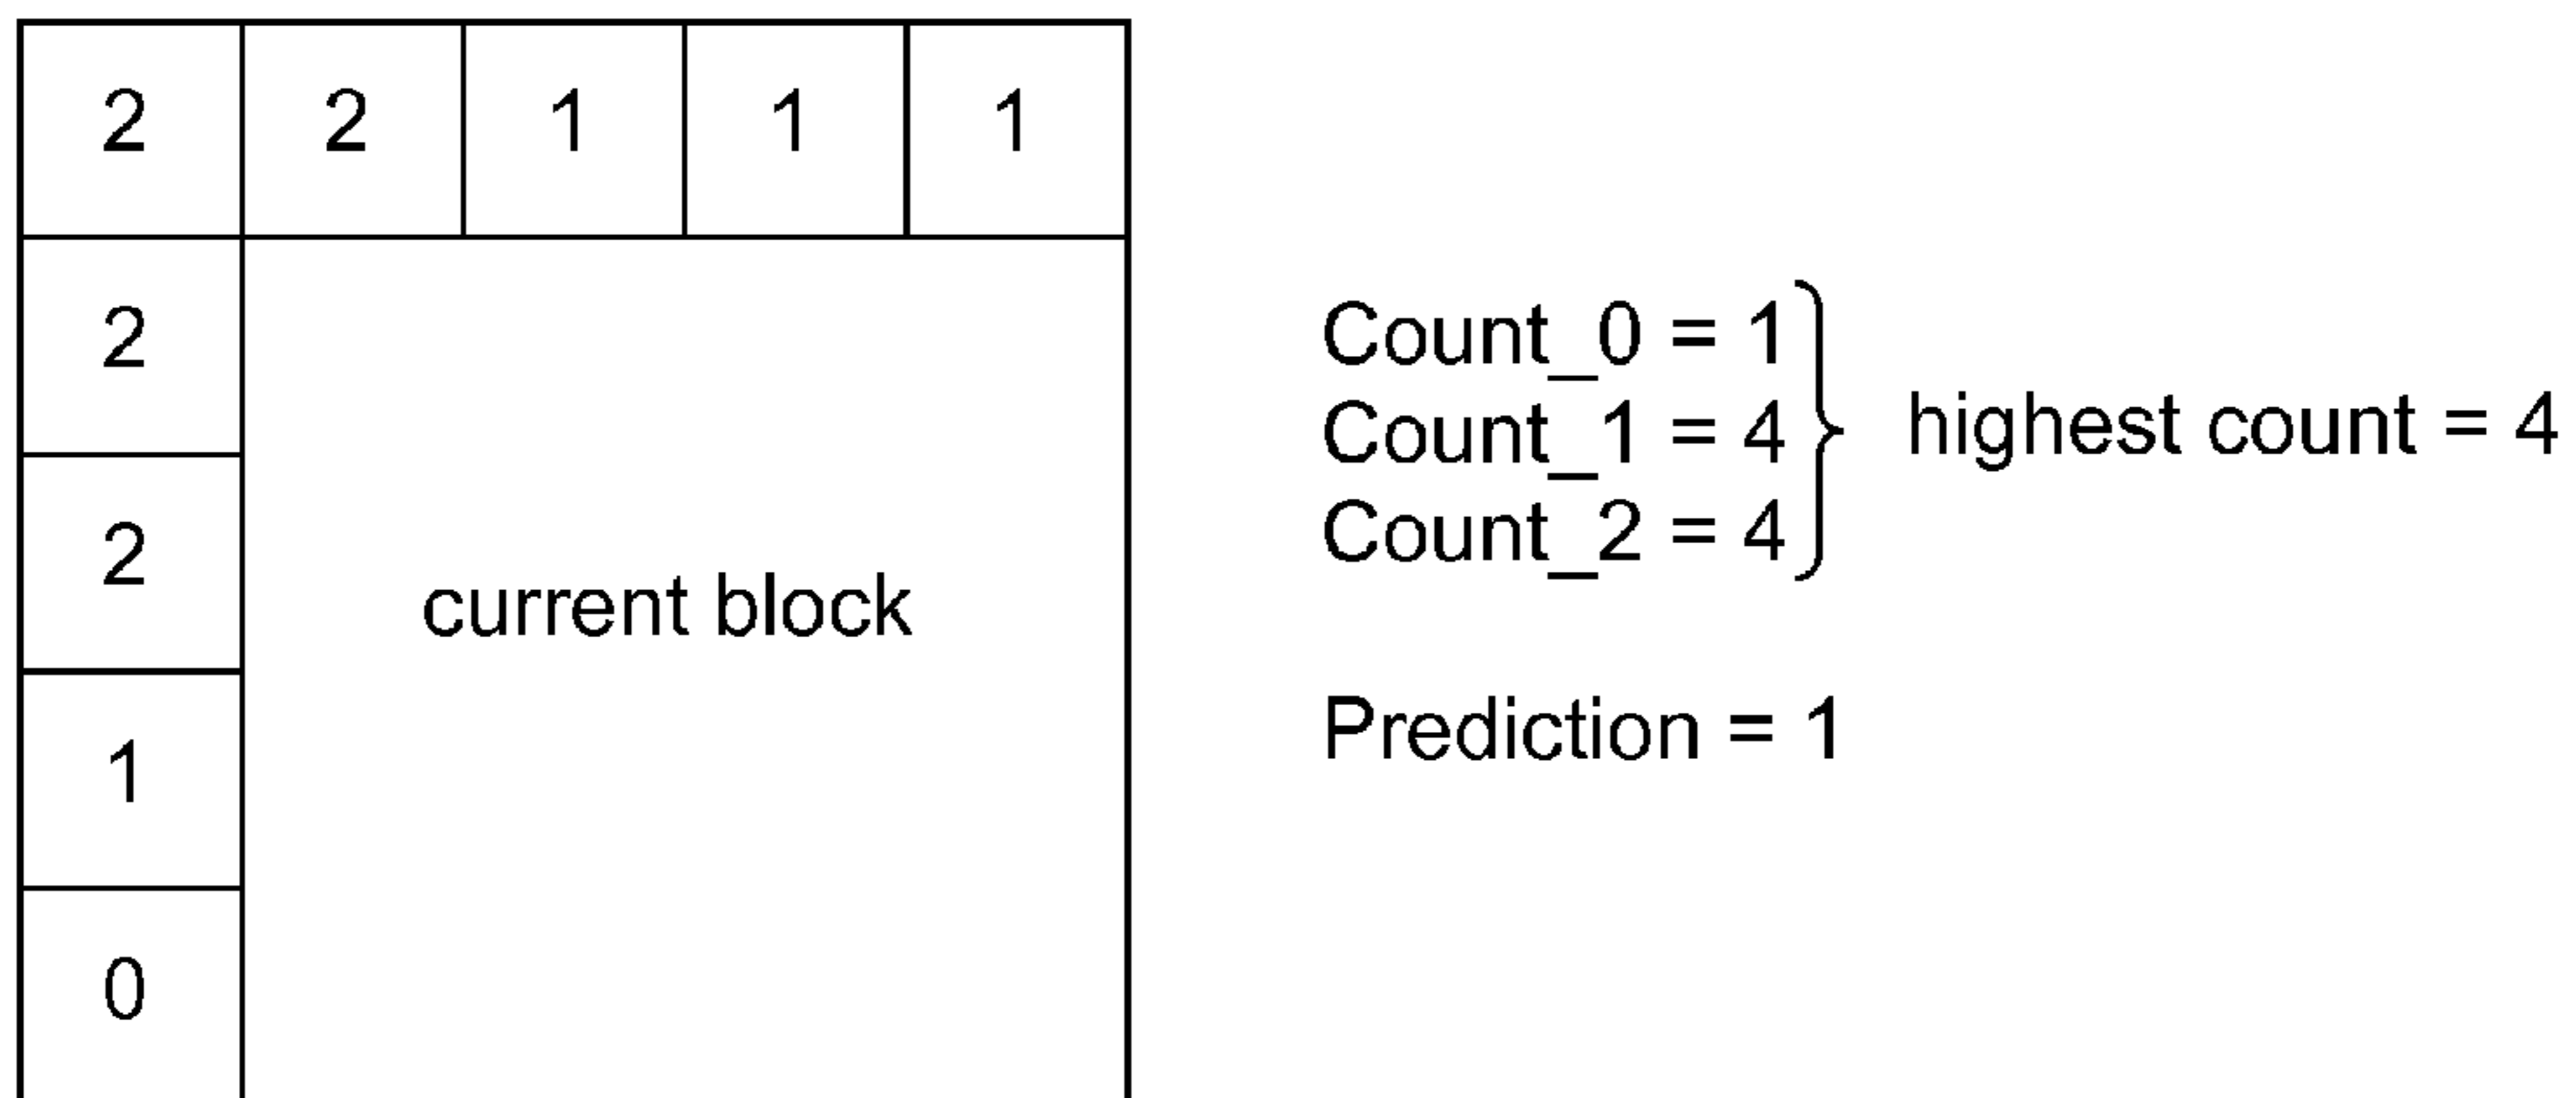 2 2 1 1 1
2
2
1
0
current block
Count_0 = 1
Count_1 = 4
Count_2 = 4
highest count = 4
Prediction = 1